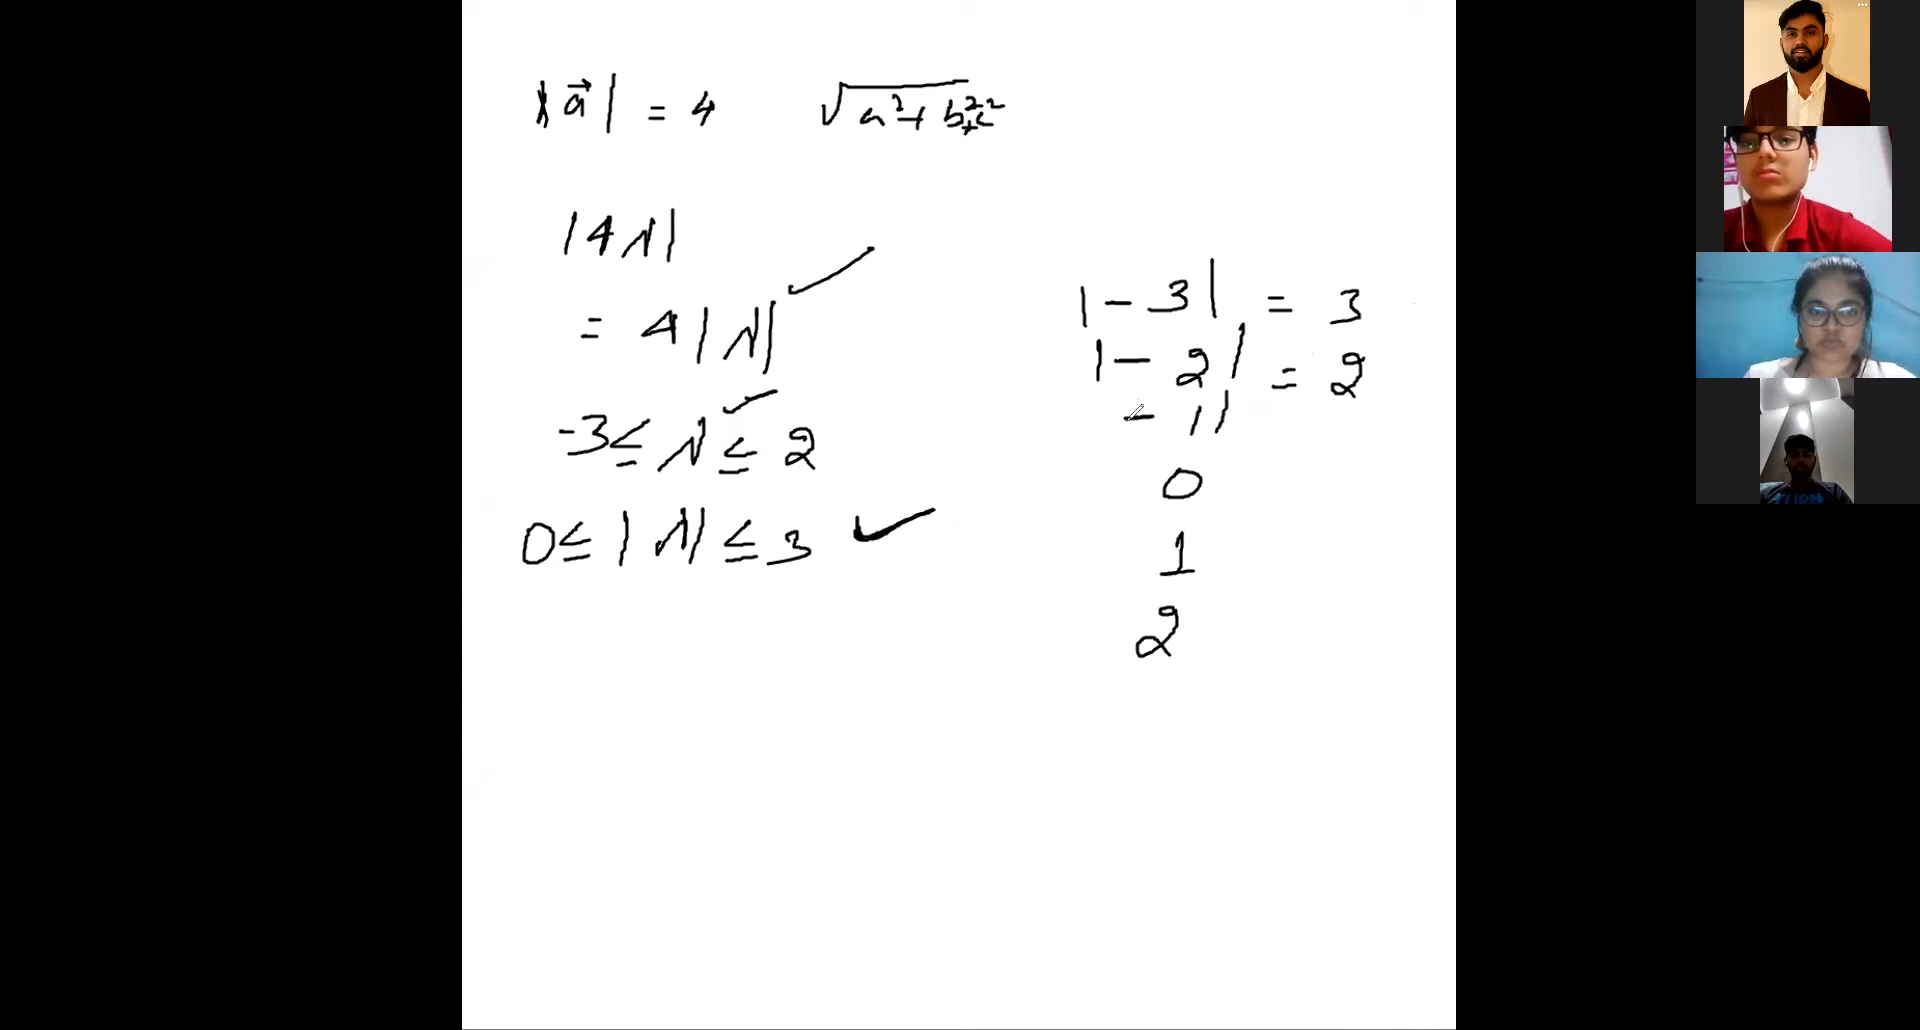 |a⃗| = 4 √a²+b²+c²
|4λ|
= 4|λ|
-3≤ λ ≤ 2
0≤ |λ| ≤ 3
|-3| = 3
|-2| = 2
-1|
0
1
2